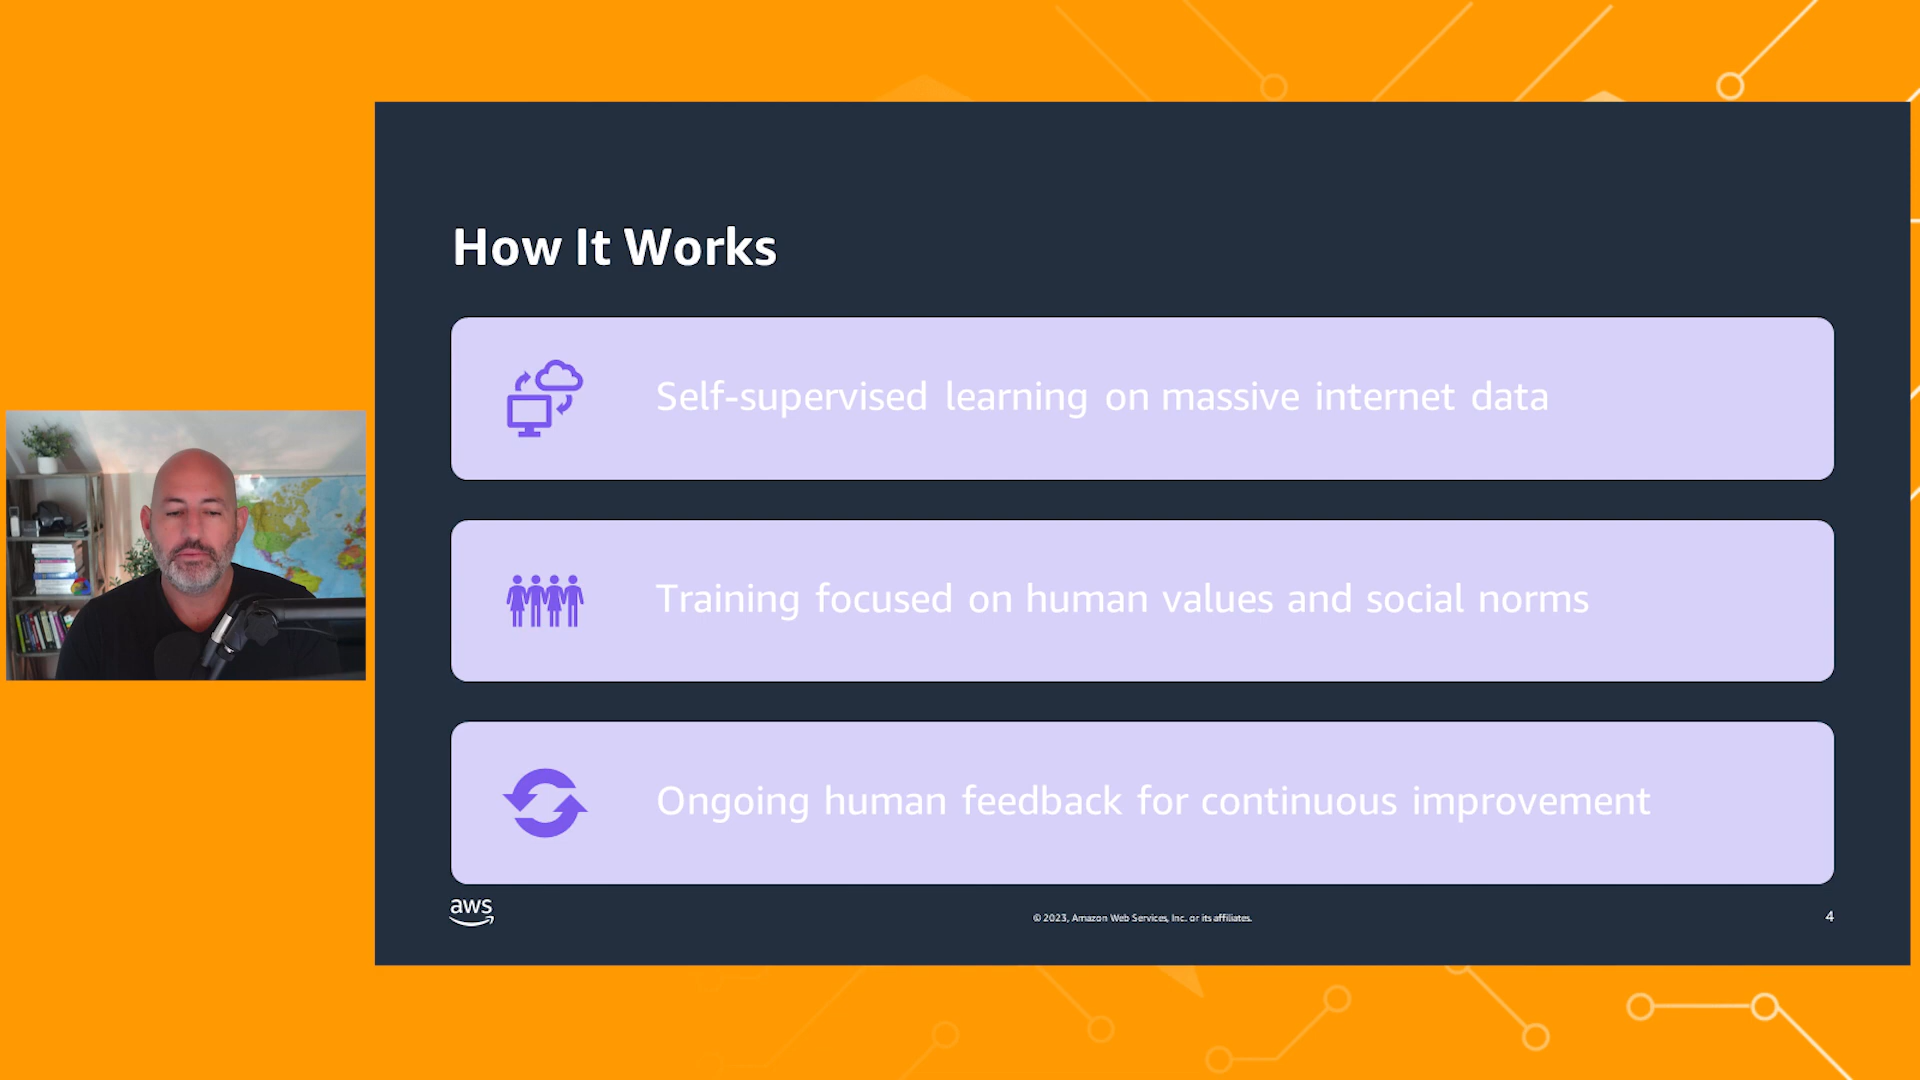 How It Works
Self-supervised learning on massive internet data
Training focused on human values and social norms
Ongoing human feedback for continuous improvement
aws
© 2023, Amazon Web Services, Inc. or its affiliates.
4